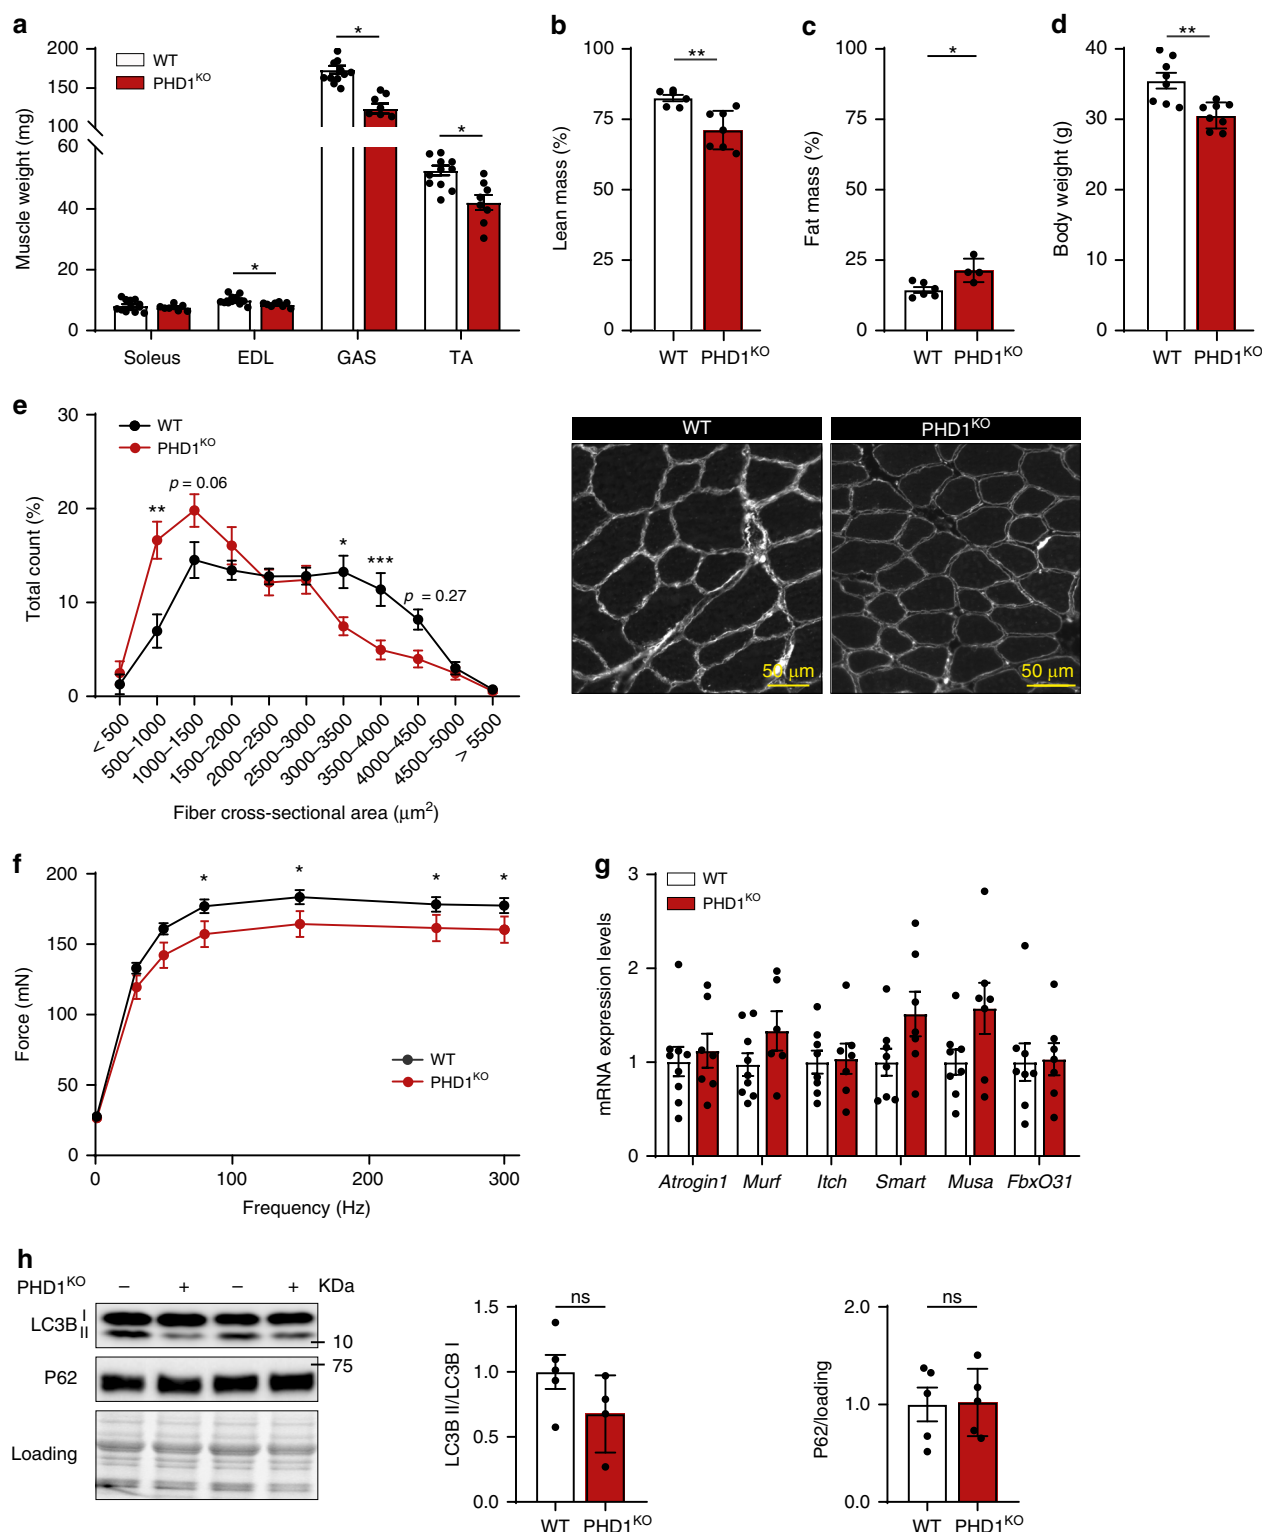 a
Muscle weight (mg)
200
150
100
60
40
20
0
WT
PHD1KO
*
*
*
*
Soleus EDL GAS TA
b
Lean mass (%)
100
75
50
25
0
**
WT PHD1KO
c
Fat mass (%)
100
75
50
25
0
*
WT PHD1KO
d
Body weight (g)
40
30
20
10
0
**
WT PHD1KO
e
Total count (%)
30
20
10
0
WT
PHD1KO
**
p = 0.06
*
***
p = 0.27
< 500
500–1000
1000–1500
1500–2000
2000–2500
2500–3000
3000–3500
3500–4000
4000–4500
4500–5000
> 5500
Fiber cross-sectional area (μm2)
WT
50 μm
PHD1KO
50 μm
f
Force (mN)
200
150
100
50
0
* * * *
WT
PHD1KO
0 100 200 300
Frequency (Hz)
g
mRNA expression levels
3
2
1
0
WT
PHD1KO
Atrogin1 Murf Itch Smart Musa FbxO31
h
PHD1KO – + – + KDa
LC3B I
II
10
75
P62
Loading
LC3B II/LC3B I
1.5
1.0
0.5
0.0
ns
WT PHD1KO
P62/loading
2.0
1.0
0.0
ns
WT PHD1KO